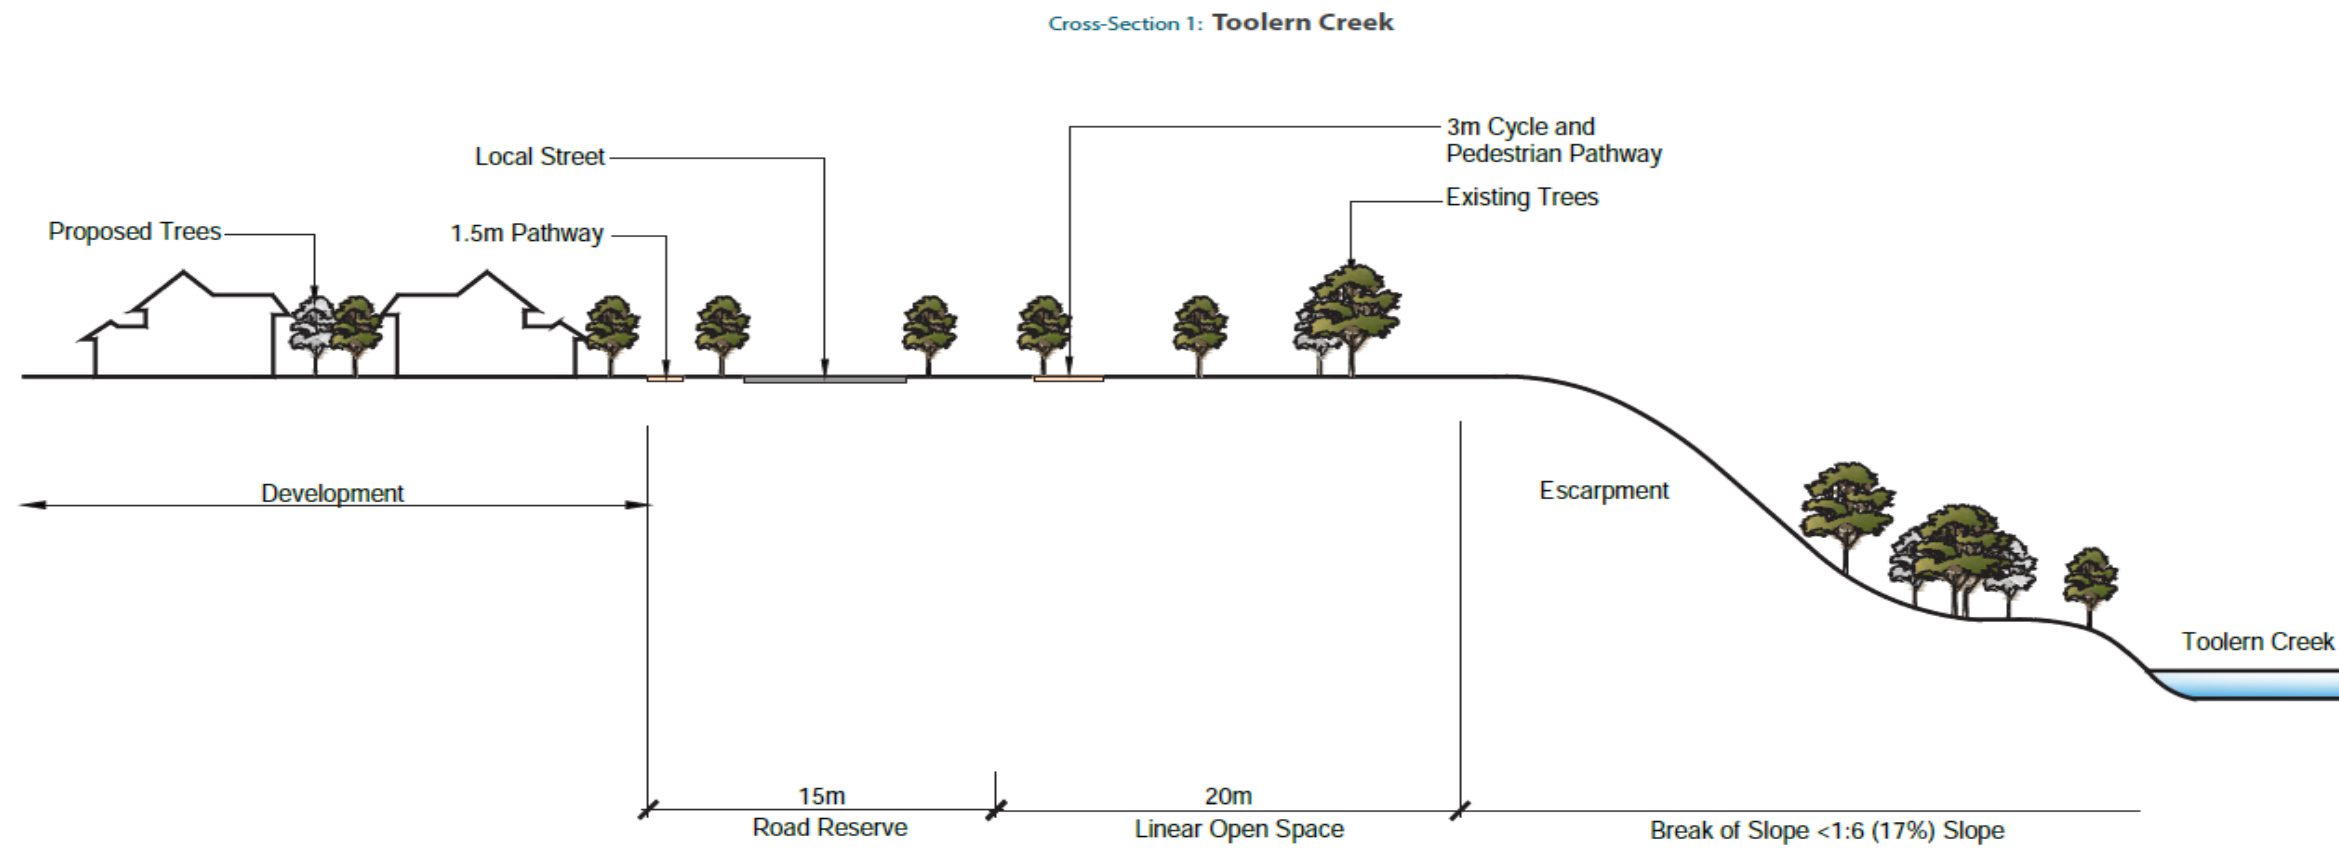 Cross-Section 1: Toolern Creek
3m Cycle and
Pedestrian Pathway
Local Street
Existing Trees
Proposed Trees
1.5m Pathway
Development
Escarpment
Toolern Creek
15m
Road Reserve
20m
Linear Open Space
Break of Slope <1:6 (17%) Slope